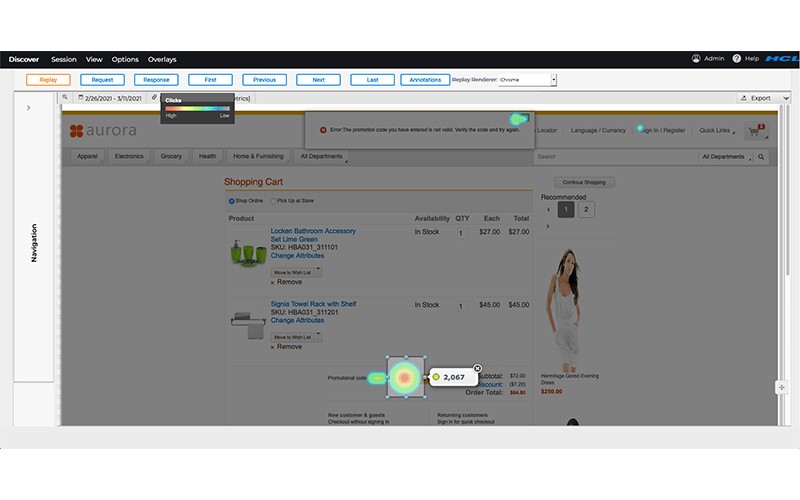 Discover Session View Options Overlays Admin Help HCL
Replay Request Response First Previous Next Last Annotations Replay Renderer: Chrome
2/26/2021 - 3/11/2021 Export
Clicks
High Low
aurora
Error:The promotion code you have entered is not valid. Verify the code and try again.
Locator Language / Currency Sign In / Register Quick Links 2
Apparel Electronics Grocery Health Home & Furnishing All Departments Search All Departments
Navigation
Shopping Cart Continue Shopping
Shop Online Pick Up at Store Recommended
1 2
Product Availability QTY Each Total
Locken Bathroom Accessory In Stock 1 $27.00 $27.00
Set Lime Green
SKU: HBA031_311101
Change Attributes
Move to Wish List
Remove
Signia Towel Rack with Shelf In Stock 1 $45.00 $45.00
SKU: HBA031_311201
Change Attributes
Move to Wish List
Remove
Promotional code 2,067 Subtotal: $72.00
Discount: ($7.20)
Order Total: $64.80
Hermitage Gored Evening
Dress
$250.00
New customer & guests Returning customers
Checkout without signing in Sign in for quick checkout